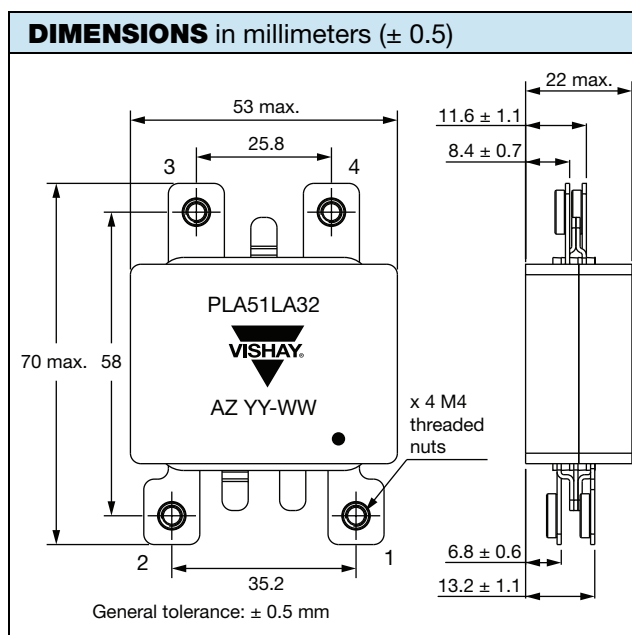 DIMENSIONS in millimeters (± 0.5)
22 max.
53 max.
11.6 ± 1.1
25.8
8.4 ± 0.7
3
4
PLA51LA32
VISHAY®
70 max.
58
AZ YY-WW
x 4 M4
threaded
nuts
2
1
6.8 ± 0.6
35.2
13.2 ± 1.1
General tolerance: ± 0.5 mm